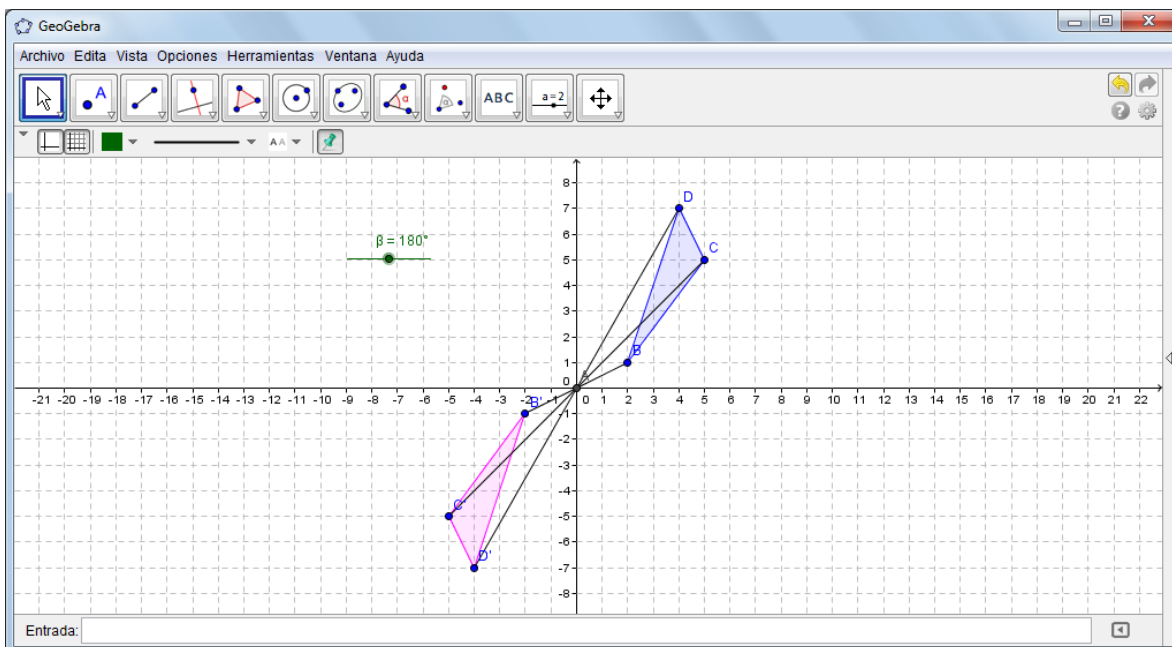 GeoGebra
Archivo Edita Vista Opciones Herramientas Ventana Ayuda
A α α ABC a=2
AA
β = 180°
8
7
D
6
5
C
4
3
2
1
B
0
A
-21 -20 -19 -18 -17 -16 -15 -14 -13 -12 -11 -10 -9 -8 -7 -6 -5 -4 -3 -2 -1 0 1 2 3 4 5 6 7 8 9 10 11 12 13 14 15 16 17 18 19 20 21 22
B'
-1
-2
-3
-4
C'
-5
-6
D'
-7
-8
Entrada: